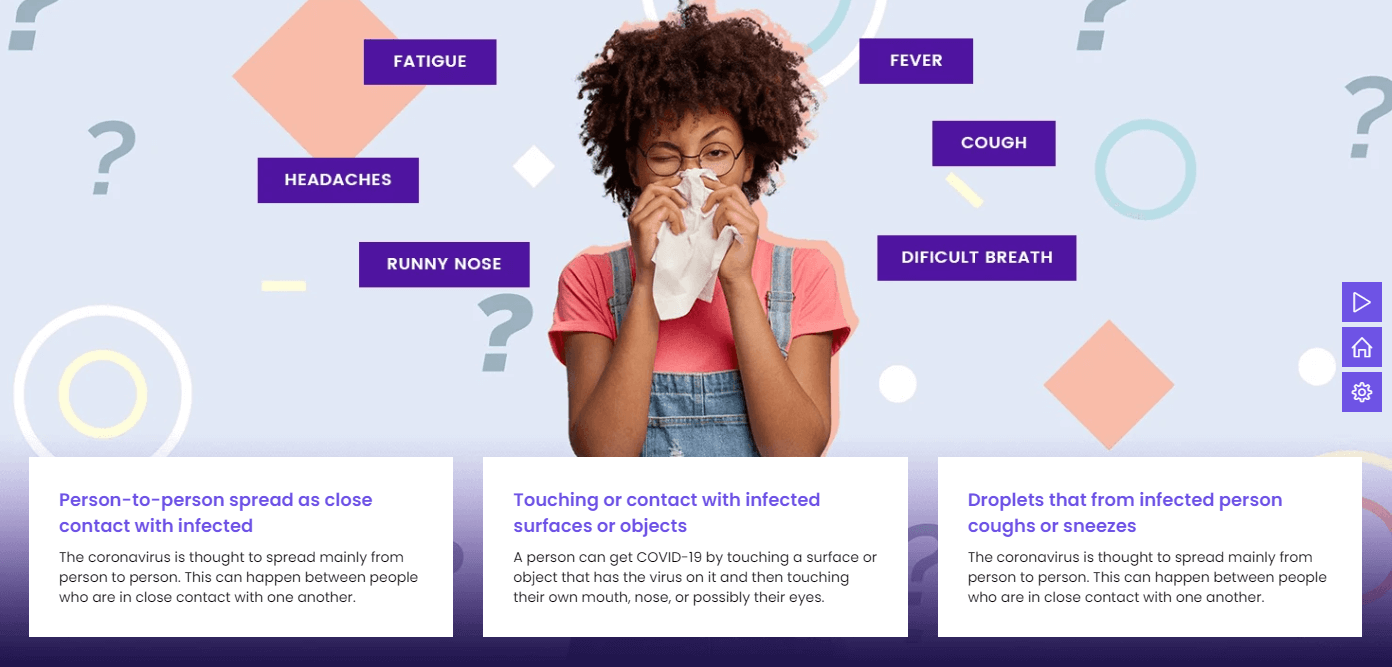 FATIGUE
FEVER
COUGH
HEADACHES
RUNNY NOSE
DIFICULT BREATH
Person-to-person spread as close
contact with infected
The coronavirus is thought to spread mainly from
person to person. This can happen between people
who are in close contact with one another.
Touching or contact with infected
surfaces or objects
A person can get COVID-19 by touching a surface or
object that has the virus on it and then touching
their own mouth, nose, or possibly their eyes.
Droplets that from infected person
coughs or sneezes
The coronavirus is thought to spread mainly from
person to person. This can happen between people
who are in close contact with one another.